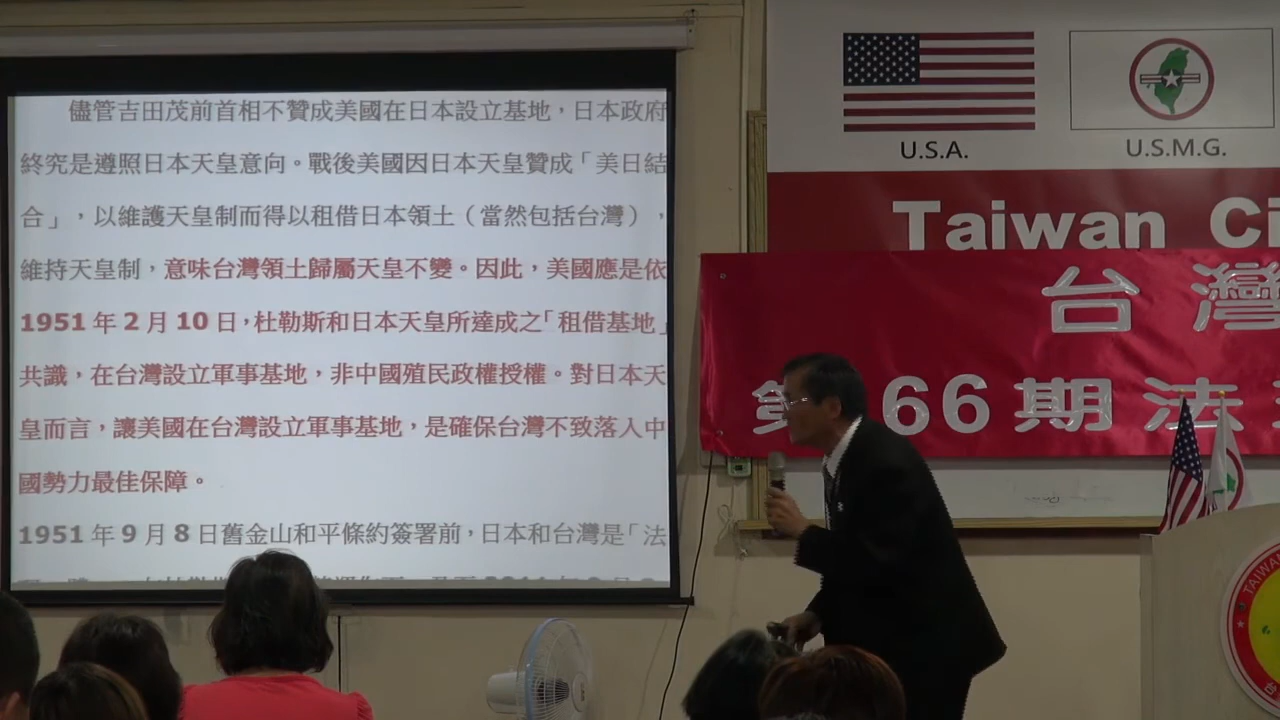 儘管吉田茂前首相不贊成美國在日本設立基地，日本政府
終究是遵照日本天皇意向。戰後美國因日本天皇贊成「美日結
合」，以維護天皇制而得以租借日本領土（當然包括台灣），
維持天皇制，意味台灣領土歸屬天皇不變。因此，美國應是依
1951 年 2 月 10 日，杜勒斯和日本天皇所達成之「租借基地」
共識，在台灣設立軍事基地，非中國殖民政權授權。對日本天
皇而言，讓美國在台灣設立軍事基地，是確保台灣不致落入中
國勢力最佳保障。
1951 年 9 月 8 日舊金山和平條約簽署前，日本和台灣是「法
U.S.A.
U.S.M.G.
Taiwan Ci
台灣
第66期法
TAIWAN